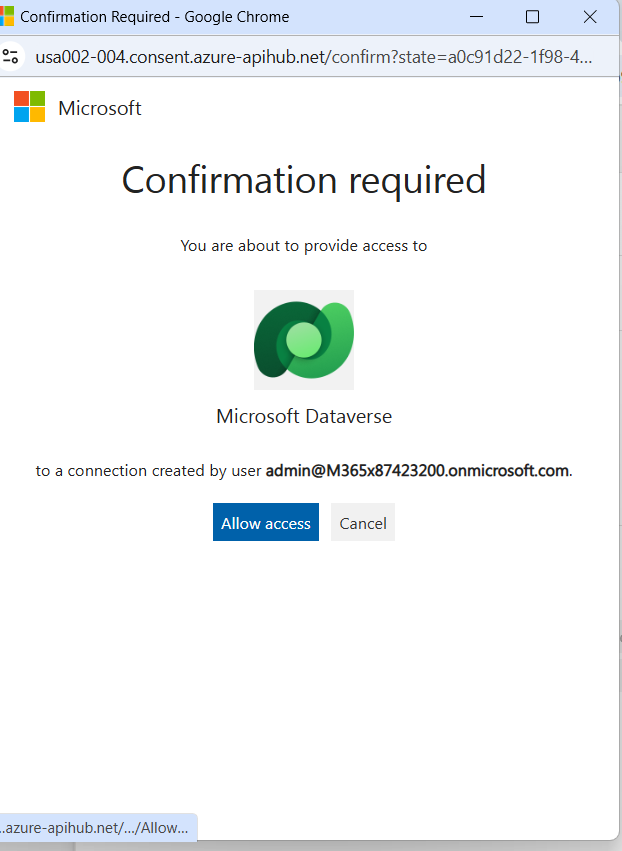 Confirmation Required - Google Chrome
usa002-004.consent.azure-apihub.net/confirm?state=a0c91d22-1f98-4...
Microsoft
Confirmation required
You are about to provide access to
Microsoft Dataverse
to a connection created by user admin@M365x87423200.onmicrosoft.com.
Allow access Cancel
..azure-apihub.net/.../Allow...